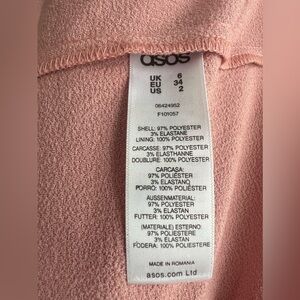 asos
UK 6
EU 34
US 2
06424952
F101057
SHELL: 97% POLYESTER
3% ELASTANE
LINING: 100% POLYESTER
CARCASSE: 97% POLYESTER
3% ELASTHANNE
DOUBLURE: 100% POLYESTER
CARCASA:
97% POLIÉSTER
3% ELASTANO
FORRO: 100% POLIÉSTER
AUSSENMATERIAL:
97% POLYESTER
3% ELASTAN
FUTTER: 100% POLYESTER
(MATERIALE) ESTERNO:
97% POLIESTERE
3% ELASTAN
FODERA: 100% POLIESTERE
MADE IN ROMANIA
asos.com Ltd